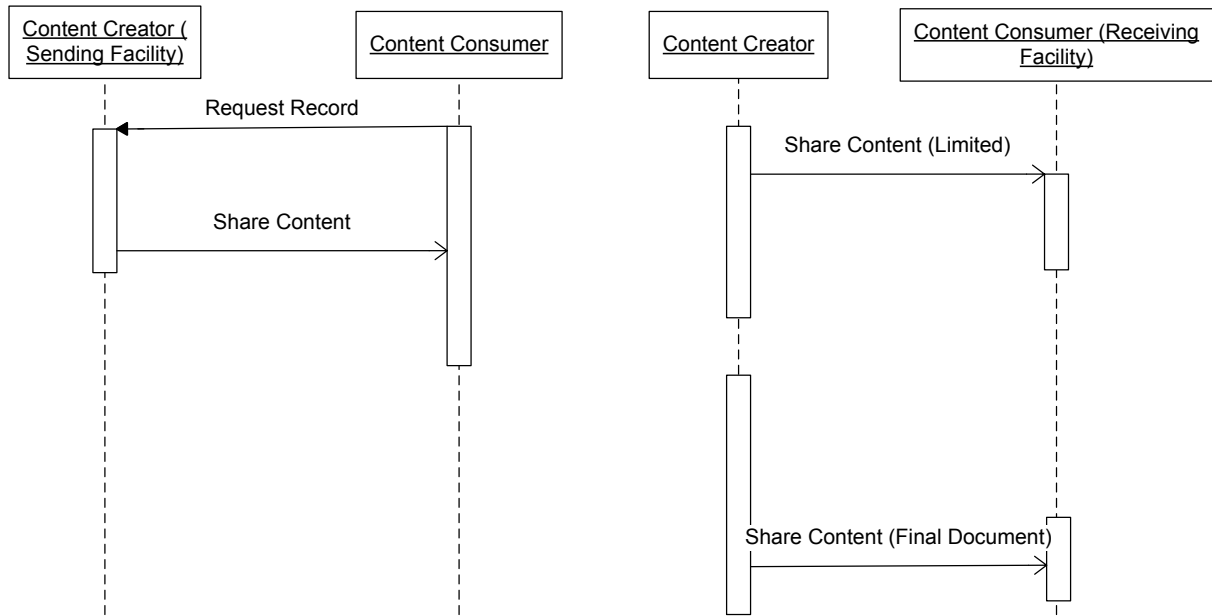 Content Creator (
Sending Facility)
Content Consumer
Content Creator
Content Consumer (Receiving
Facility)
Request Record
Share Content (Limited)
Share Content
Share Content (Final Document)